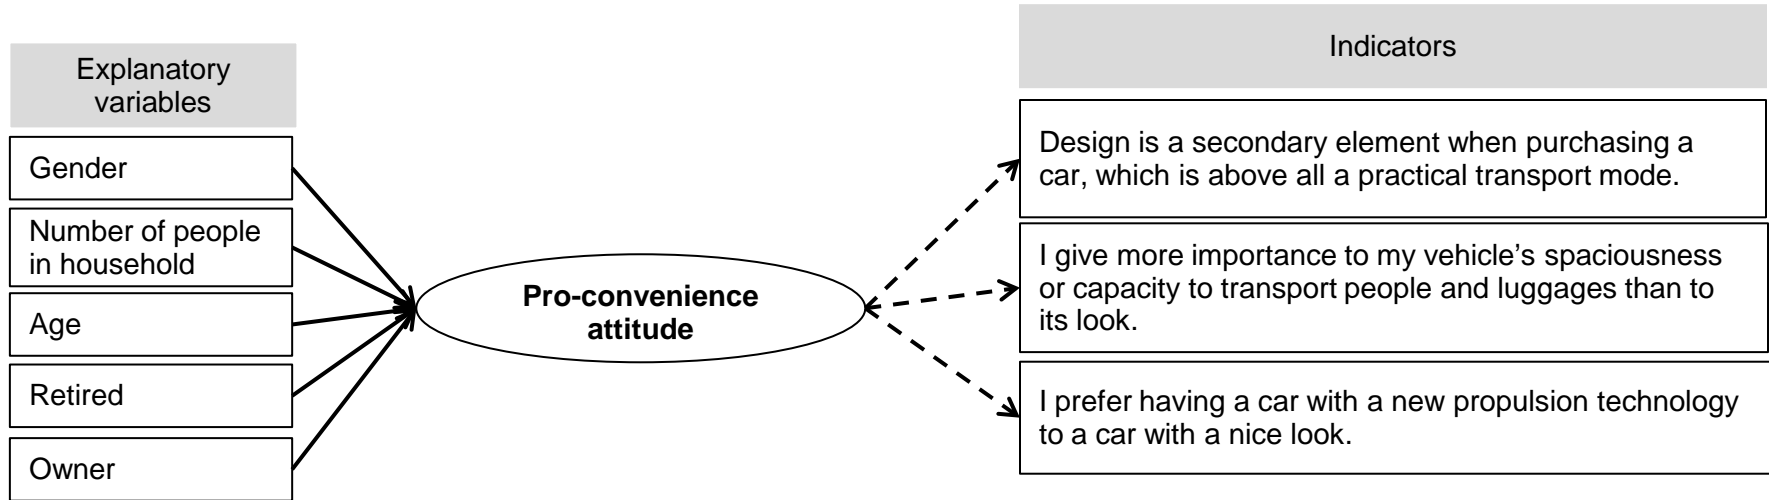 Explanatory
variables
Gender
Number of people
in household
Age
Retired
Owner
Pro-convenience
attitude
Indicators
Design is a secondary element when purchasing a
car, which is above all a practical transport mode.
I give more importance to my vehicle’s spaciousness
or capacity to transport people and luggages than to
its look.
I prefer having a car with a new propulsion technology
to a car with a nice look.